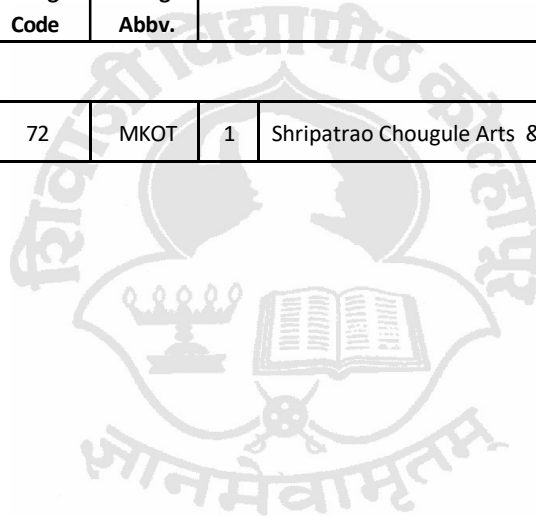 Code Abbv.
72 MKOT 1 Shripatrao Chougule Arts &
शिवाजी विद्यापीठ कोल्हापूर
ज्ञानमेवामृतम्